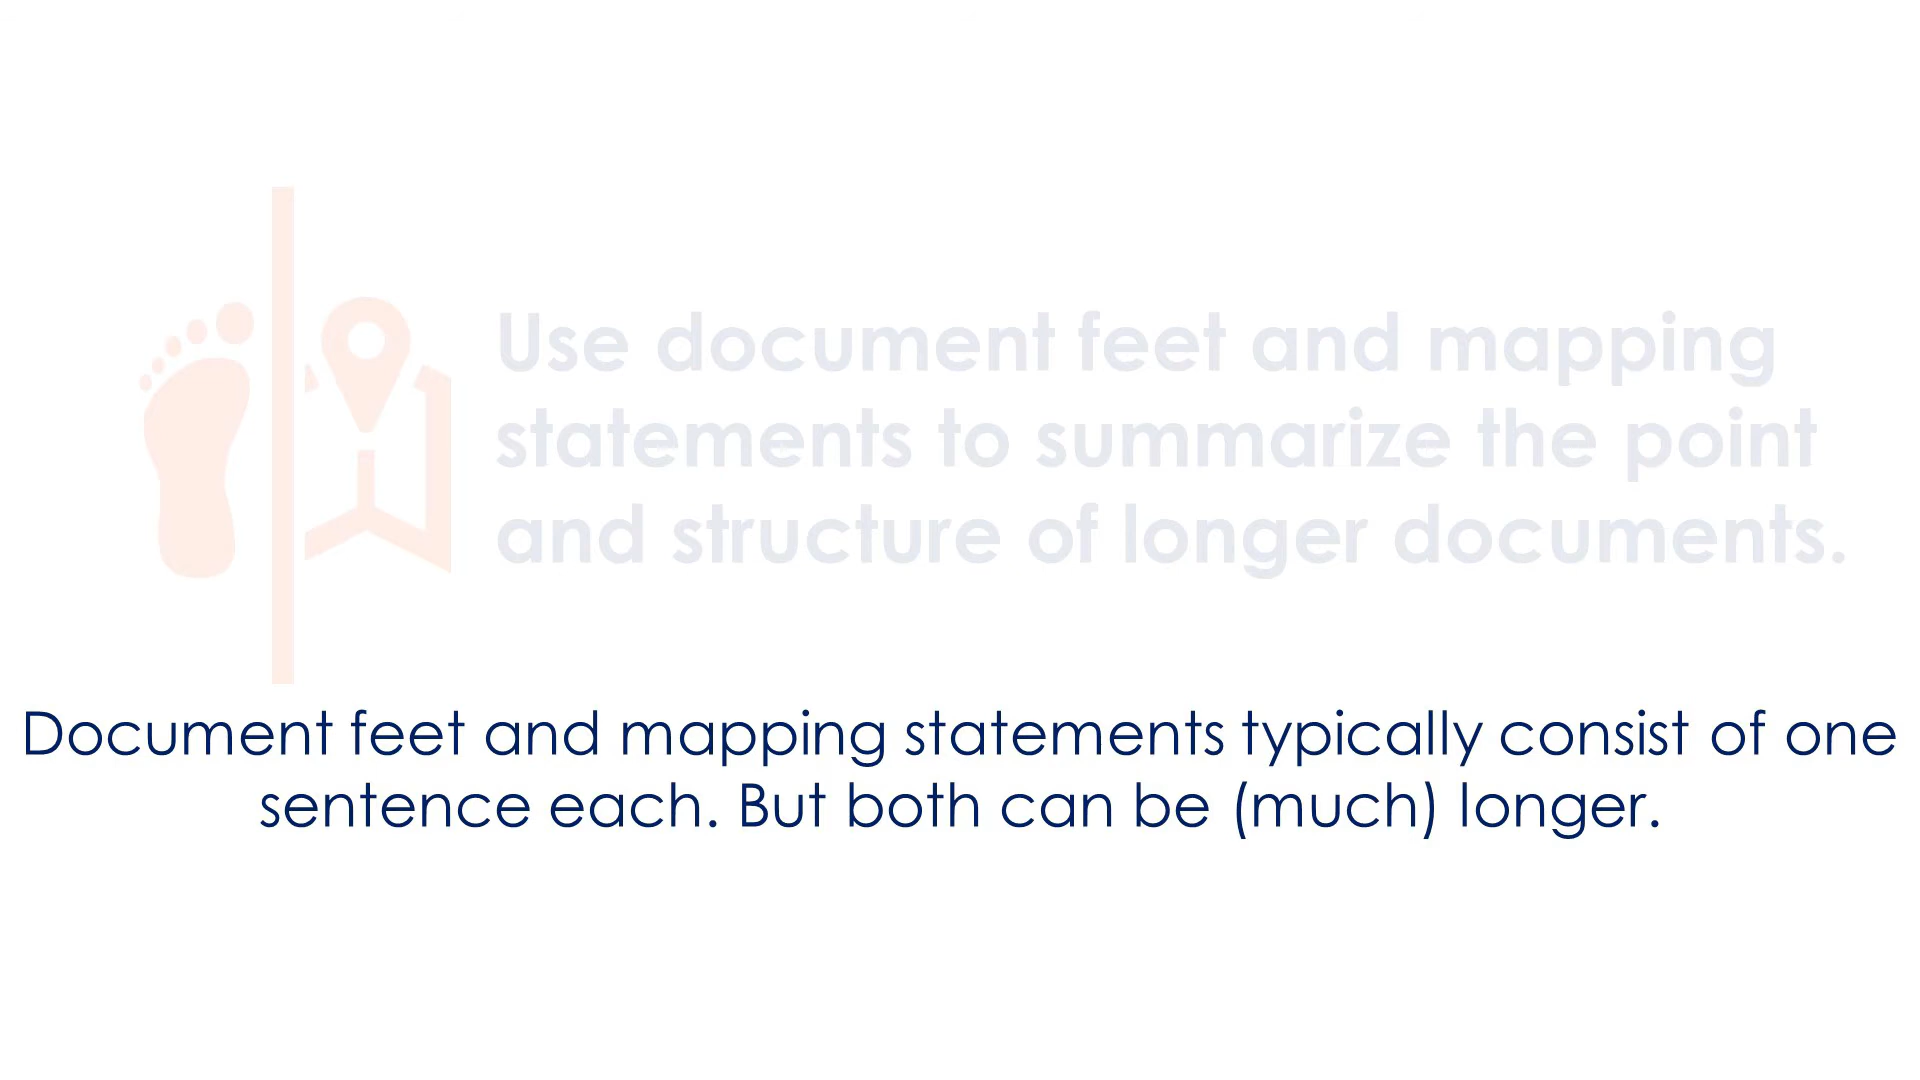 Use document feet and mapping
statements to summarize the point
and structure of longer documents.
Document feet and mapping statements typically consist of one
sentence each. But both can be (much) longer.